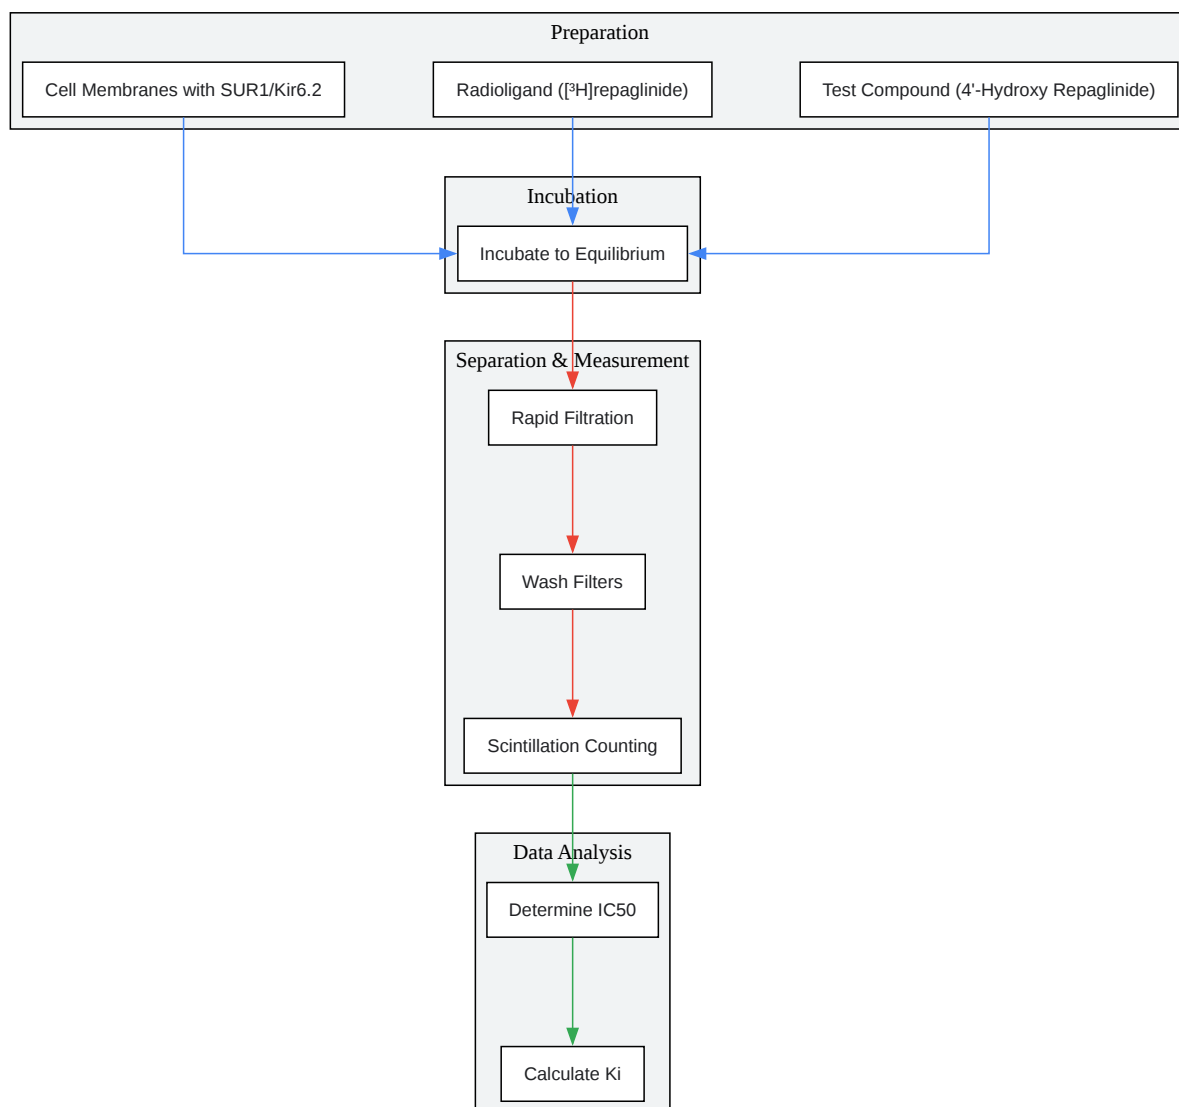 Preparation
Cell Membranes with SUR1/Kir6.2
Radioligand ([³H]repaglinide)
Test Compound (4'-Hydroxy Repaglinide)
Incubation
Incubate to Equilibrium
Separation & Measurement
Rapid Filtration
Wash Filters
Scintillation Counting
Data Analysis
Determine IC50
Calculate Ki